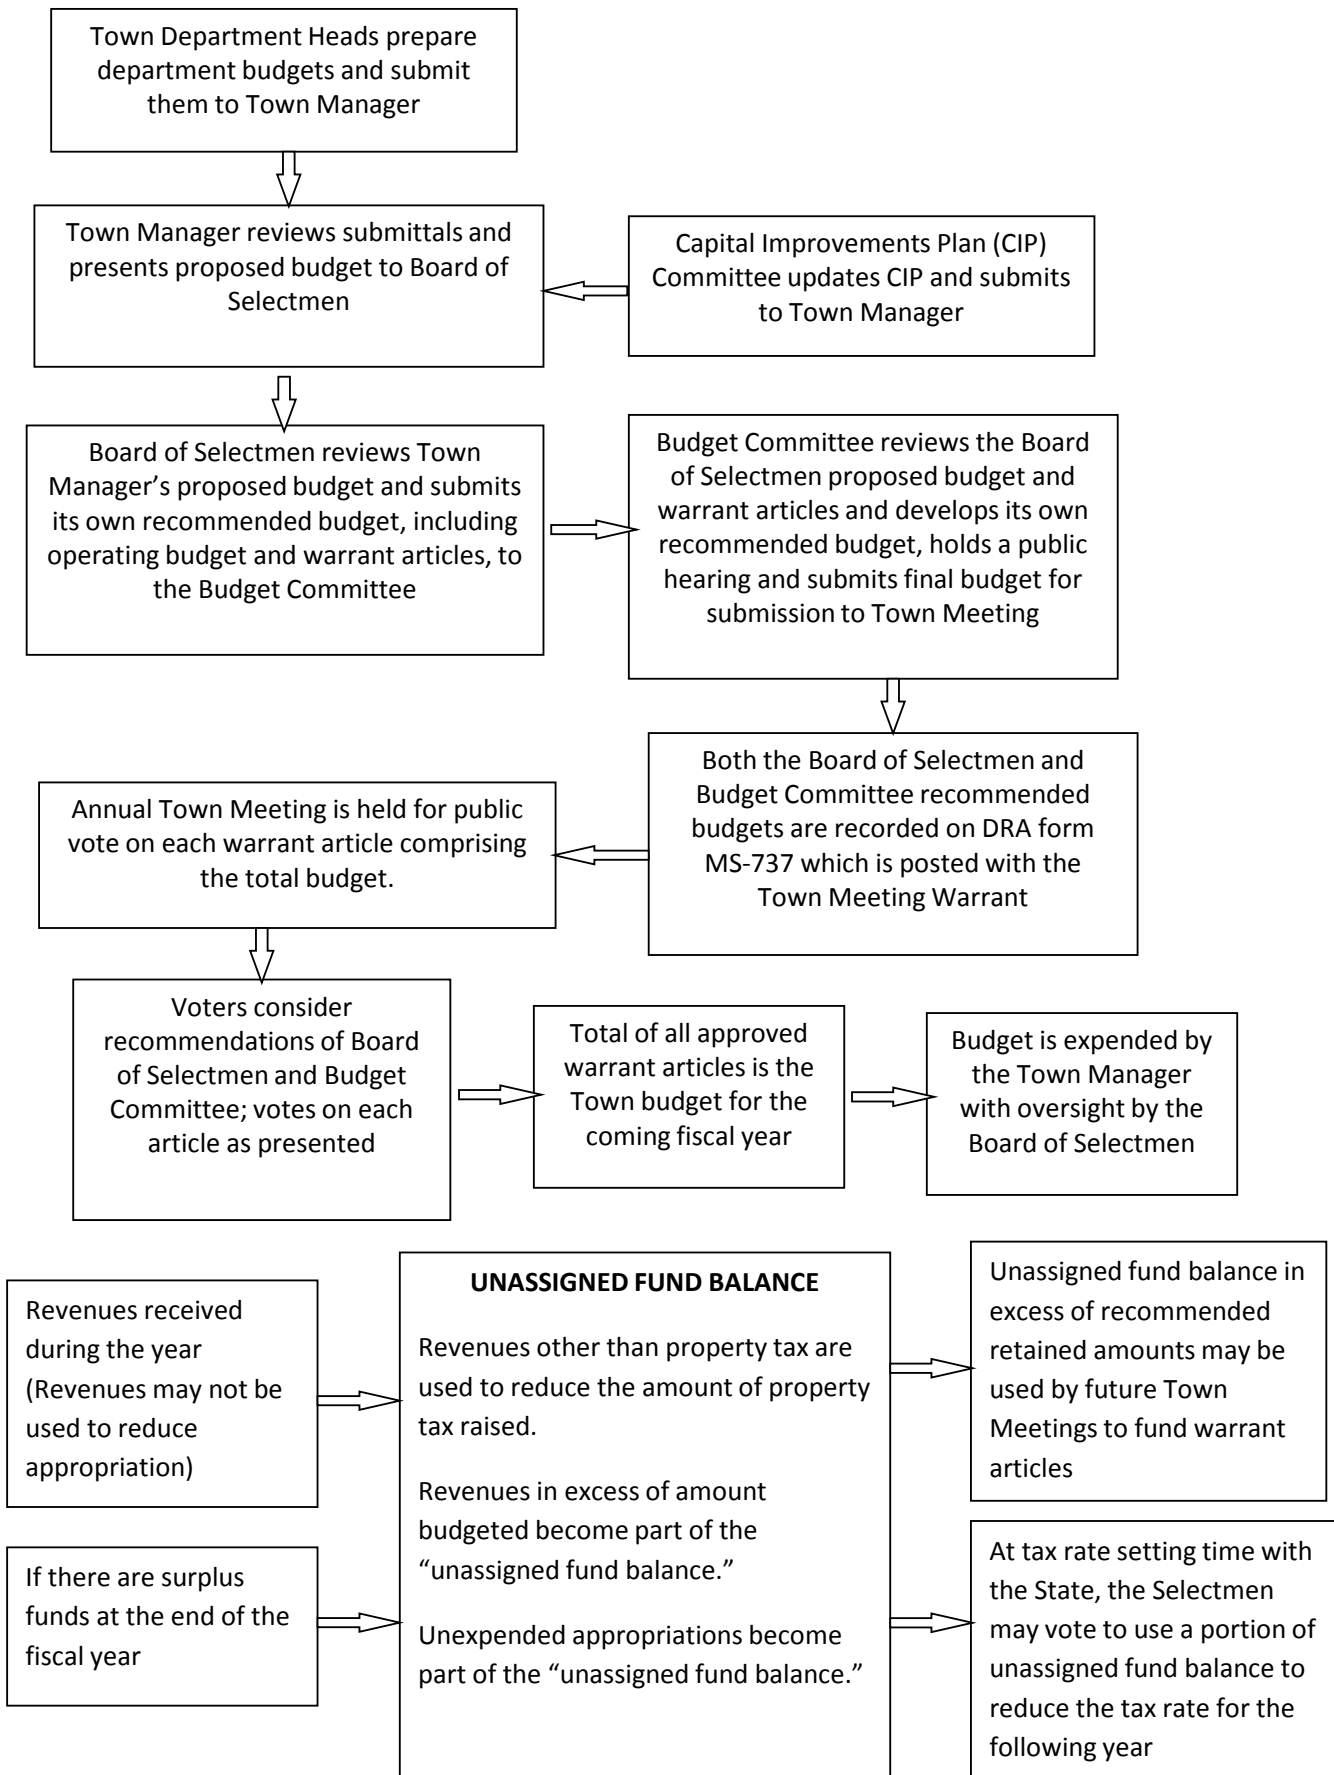 Town Department Heads prepare
department budgets and submit
them to Town Manager
Town Manager reviews submittals and
presents proposed budget to Board of
Selectmen
Capital Improvements Plan (CIP)
Committee updates CIP and submits
to Town Manager
Board of Selectmen reviews Town
Manager’s proposed budget and submits
its own recommended budget, including
operating budget and warrant articles, to
the Budget Committee
Budget Committee reviews the Board
of Selectmen proposed budget and
warrant articles and develops its own
recommended budget, holds a public
hearing and submits final budget for
submission to Town Meeting
Both the Board of Selectmen and
Budget Committee recommended
budgets are recorded on DRA form
MS-737 which is posted with the
Town Meeting Warrant
Annual Town Meeting is held for public
vote on each warrant article comprising
the total budget.
Voters consider
recommendations of Board
of Selectmen and Budget
Committee; votes on each
article as presented
Total of all approved
warrant articles is the
Town budget for the
coming fiscal year
Budget is expended by
the Town Manager
with oversight by the
Board of Selectmen
Revenues received
during the year
(Revenues may not be
used to reduce
appropriation)
If there are surplus
funds at the end of the
fiscal year
UNASSIGNED FUND BALANCE
Revenues other than property tax are
used to reduce the amount of property
tax raised.
Revenues in excess of amount
budgeted become part of the
“unassigned fund balance.”
Unexpended appropriations become
part of the “unassigned fund balance.”
Unassigned fund balance in
excess of recommended
retained amounts may be
used by future Town
Meetings to fund warrant
articles
At tax rate setting time with
the State, the Selectmen
may vote to use a portion of
unassigned fund balance to
reduce the tax rate for the
following year